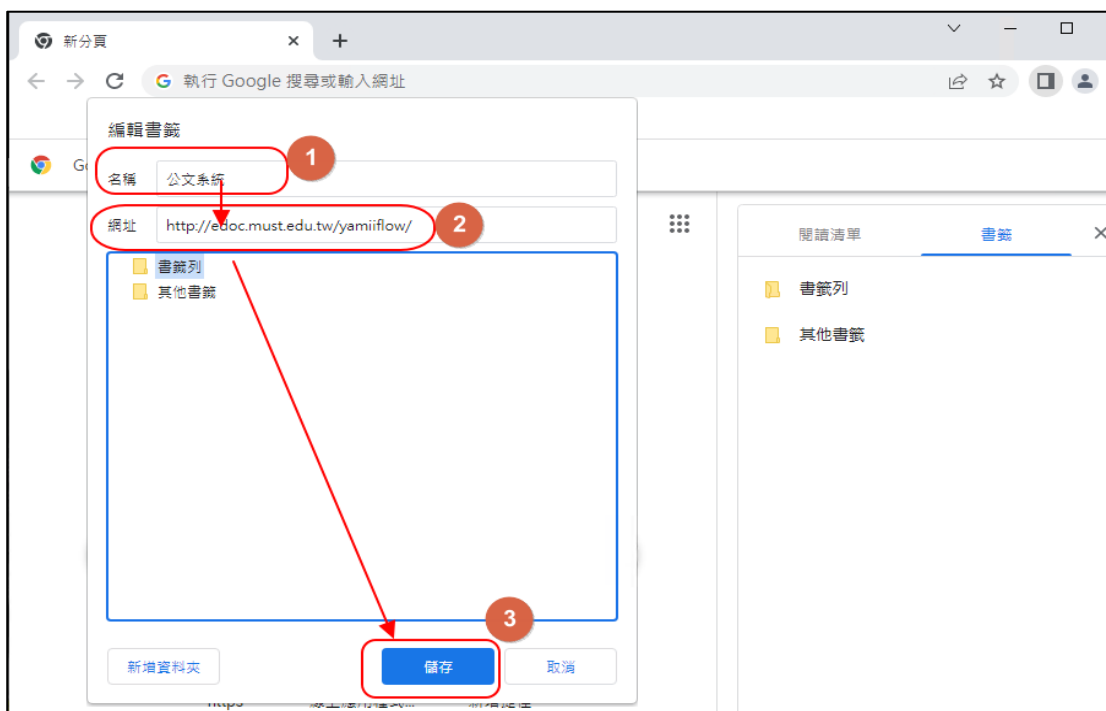 新分頁
執行 Google 搜尋或輸入網址
編輯書籤
名稱 公文系統
1
網址 http://edoc.must.edu.tw/yamiiflow/
2
書籤列
其他書籤
閱讀清單 書籤
書籤列
其他書籤
3
新增資料夾 儲存 取消